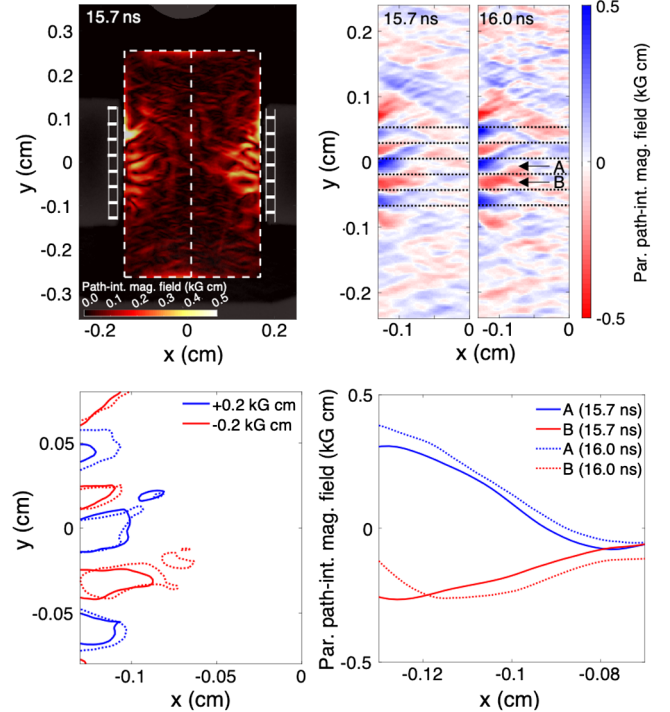 15.7 ns
y (cm)
0.3
0.2
0.1
0
-0.1
-0.2
-0.3
Path-int. mag. field (kG cm)
0.0 0.1 0.2 0.3 0.4 0.5
-0.2 0 0.2
x (cm)
15.7 ns 16.0 ns
y (cm)
0.2
0.1
0
-0.1
-0.2
A
B
-0.1 0 -0.1 0
x (cm) x (cm)
0.5
0
-0.5
Par. path-int. mag. field (kG cm)
+0.2 kG cm
-0.2 kG cm
y (cm)
0.05
0
-0.05
-0.1 -0.05 0
x (cm)
A (15.7 ns)
B (15.7 ns)
A (16.0 ns)
B (16.0 ns)
Par. path-int. mag. field (kG cm)
0.5
0
-0.5
-0.12 -0.1 -0.08
x (cm)